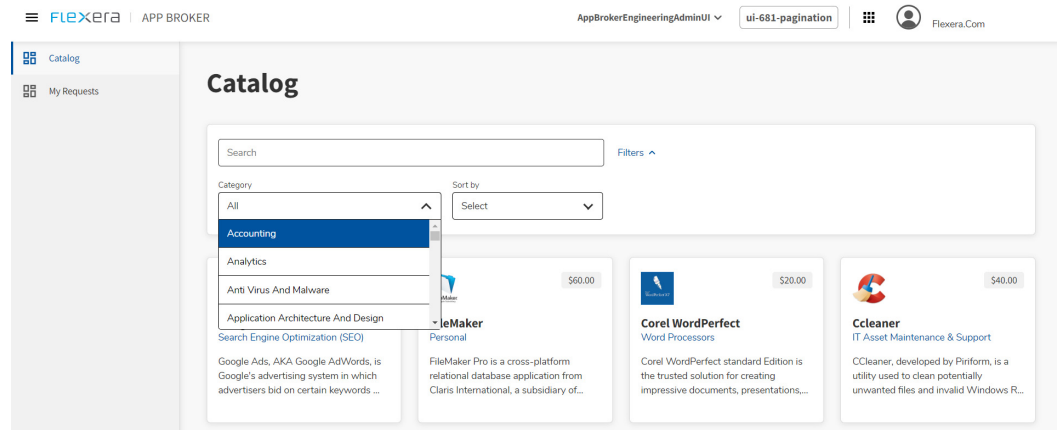 FLEXERA APP BROKER
AppBrokerEngineeringAdminUI
ui-681-pagination
Flexera.Com
Catalog
My Requests
Catalog
Search
Filters
Category
Sort by
All
Select
Accounting
Analytics
Anti Virus And Malware
Application Architecture And Design
Search Engine Optimization (SEO)
Google Ads, AKA Google AdWords, is
Google's advertising system in which
advertisers bid on certain keywords ...
$60.00
leMaker
Personal
FileMaker Pro is a cross-platform
relational database application from
Claris International, a subsidiary of...
$20.00
Corel WordPerfect
Word Processors
Corel WordPerfect standard Edition is
the trusted solution for creating
impressive documents, presentations,...
$40.00
Ccleaner
IT Asset Maintenance & Support
CCleaner, developed by Piriform, is a
utility used to clean potentially
unwanted files and invalid Windows R...